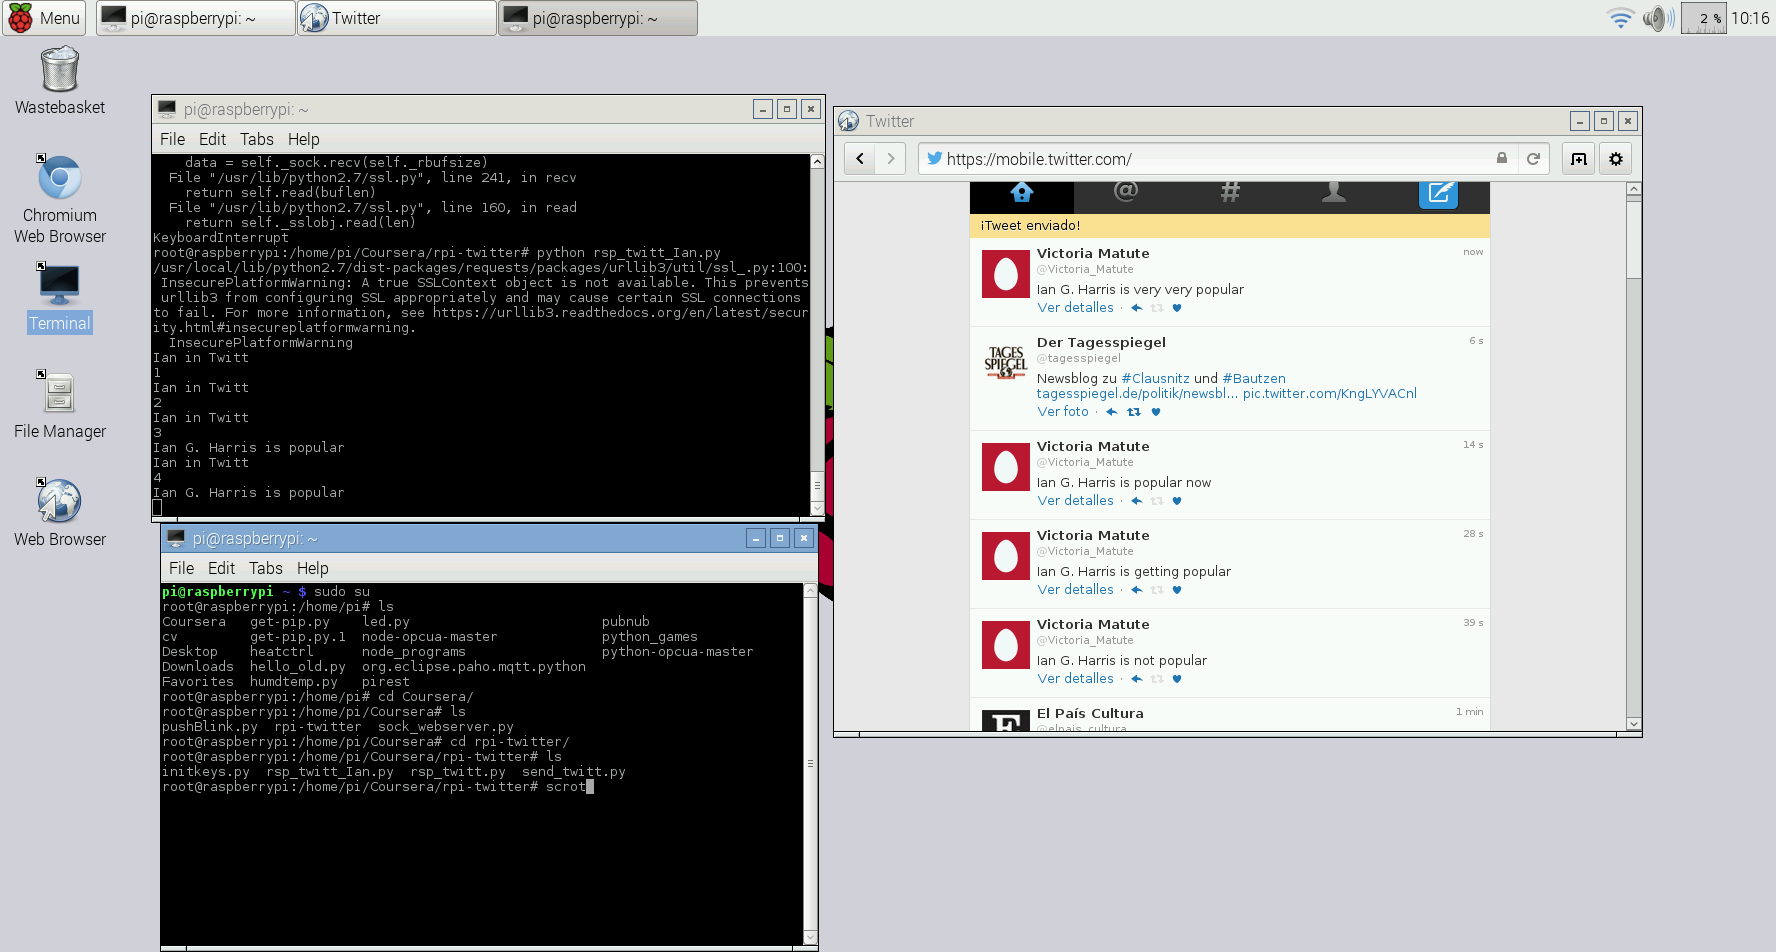 Menu
pi@raspberrypi: ~
Twitter
pi@raspberrypi: ~
2 %
10:16
Wastebasket
Chromium
Web Browser
Terminal
File Manager
Web Browser
pi@raspberrypi: ~
File Edit Tabs Help
data = self._sock.recv(self._rbufsize)
File "/usr/lib/python2.7/ssl.py", line 241, in recv
return self.read(buflen)
File "/usr/lib/python2.7/ssl.py", line 160, in read
return self._sslobj.read(len)
KeyboardInterrupt
root@raspberrypi:/home/pi/Coursera/rpi-twitter# python rsp_twitt_Ian.py
/usr/local/lib/python2.7/dist-packages/requests/packages/urllib3/util/ssl_.py:100:
InsecurePlatformWarning: A true SSLContext object is not available. This prevents
urllib3 from configuring SSL appropriately and may cause certain SSL connections
to fail. For more information, see https://urllib3.readthedocs.org/en/latest/secur
ity.html#insecureplatformwarning.
InsecurePlatformWarning
Ian in Twitt
1
Ian in Twitt
2
Ian in Twitt
3
Ian G. Harris is popular
Ian in Twitt
4
Ian G. Harris is popular
pi@raspberrypi: ~
File Edit Tabs Help
pi@raspberrypi ~ $ sudo su
root@raspberrypi:/home/pi# ls
Coursera get-pip.py led.py pubnub
cv get-pip.py.1 node-opcua-master python_games
Desktop heatctrl node_programs python-opcua-master
Downloads hello_old.py org.eclipse.paho.mqtt.python
Favorites humdtemp.py pirest
root@raspberrypi:/home/pi# cd Coursera/
root@raspberrypi:/home/pi/Coursera# ls
pushBlink.py rpi-twitter sock_webserver.py
root@raspberrypi:/home/pi/Coursera# cd rpi-twitter/
root@raspberrypi:/home/pi/Coursera/rpi-twitter# ls
initkeys.py rsp_twitt_Ian.py rsp_twitt.py send_twitt.py
root@raspberrypi:/home/pi/Coursera/rpi-twitter# scrot
Twitter
https://mobile.twitter.com/
@ #
¡Tweet enviado!
Victoria Matute now
@Victoria_Matute
Ian G. Harris is very very popular
Ver detalles ·
TAGES
SPIEGEL
Der Tagesspiegel 6 s
@tagesspiegel
Newsblog zu #Clausnitz und #Bautzen
tagesspiegel.de/politik/newsbl... pic.twitter.com/KngLYVACnl
Ver foto ·
Victoria Matute 14 s
@Victoria_Matute
Ian G. Harris is popular now
Ver detalles ·
Victoria Matute 28 s
@Victoria_Matute
Ian G. Harris is getting popular
Ver detalles ·
Victoria Matute 39 s
@Victoria_Matute
Ian G. Harris is not popular
Ver detalles ·
E
El País Cultura 1 min
@elpais_cultura